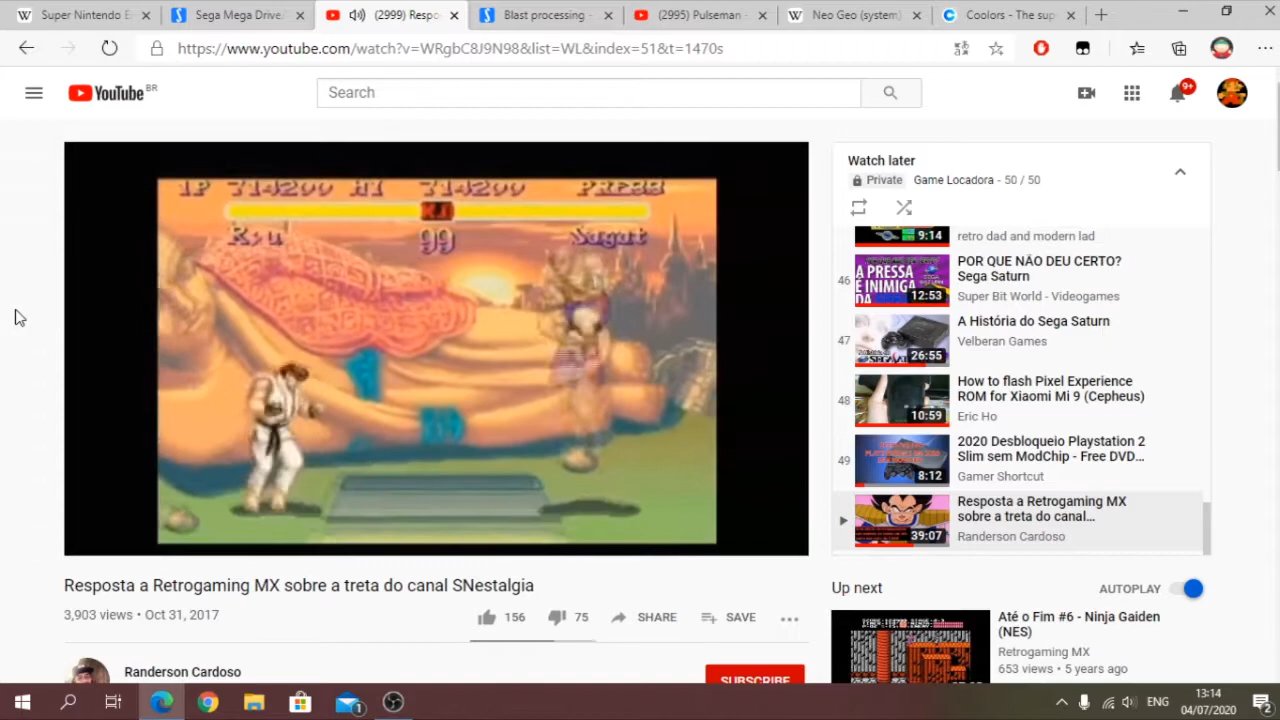 Super Nintendo E
Sega Mega Drive/
(2999) Respo
Blast processing -
(2995) Pulseman -
Neo Geo (system)
Coolors - The sup
https://www.youtube.com/watch?v=WRgbC8J9N98&list=WL&index=51&t=1470s
YouTube BR
Search
9+
1P 714200 HI 714200 PRESS
KO
Ryu 99 Sagat
Watch later
Private Game Locadora - 50 / 50
9:14
retro dad and modern lad
46
A PRESSA
É INIMIGA
DA
12:53
POR QUE NÃO DEU CERTO?
Sega Saturn
Super Bit World - Videogames
47
26:55
A História do Sega Saturn
Velberan Games
48
10:59
How to flash Pixel Experience
ROM for Xiaomi Mi 9 (Cepheus)
Eric Ho
49
8:12
2020 Desbloqueio Playstation 2
Slim sem ModChip - Free DVD...
Gamer Shortcut
39:07
Resposta a Retrogaming MX
sobre a treta do canal...
Randerson Cardoso
Resposta a Retrogaming MX sobre a treta do canal SNestalgia
3,903 views • Oct 31, 2017
156 75 SHARE SAVE
Randerson Cardoso
SUBSCRIBE
Up next AUTOPLAY
Até o Fim #6 - Ninja Gaiden
(NES)
Retrogaming MX
653 views • 5 years ago
1
ENG
13:14
04/07/2020
2